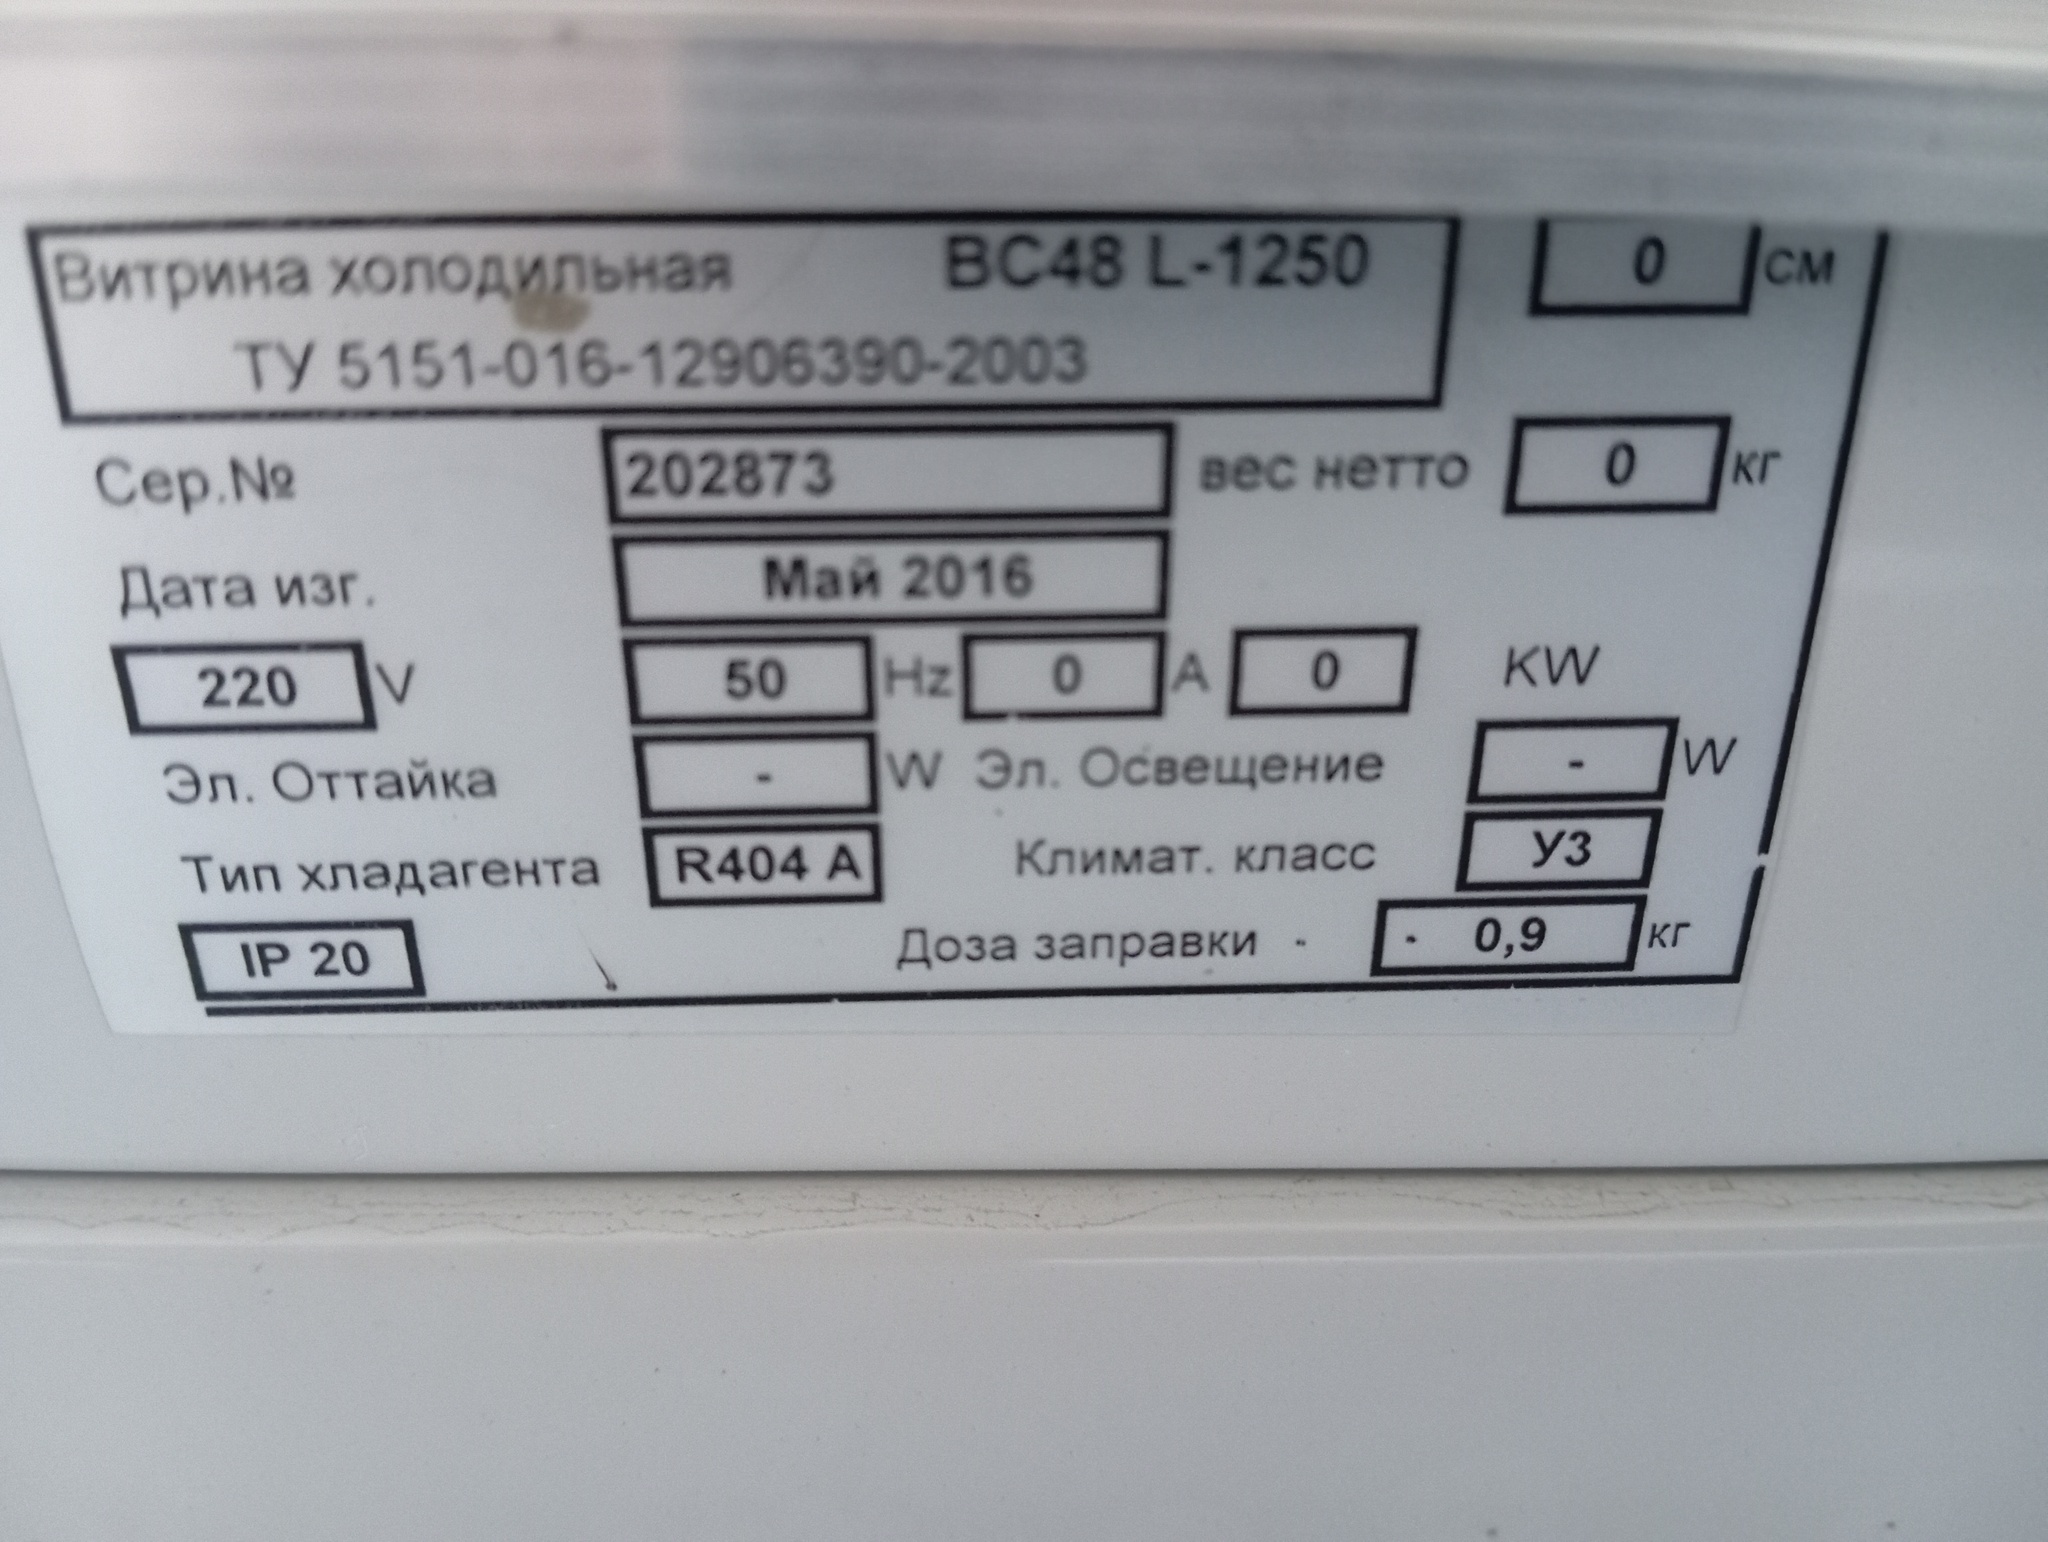 Витрина холодильная ВС48 L-1250 0 см
ТУ 5151-016-12906390-2003
Сер.№ 202873 вес нетто 0 кг
Дата изг. Май 2016
220 V 50 Hz 0 A 0 KW
Эл. Оттайка - W Эл. Освещение - W
Тип хладагента R404 A Климат. класс У3
IP 20 Доза заправки - - 0,9 кг